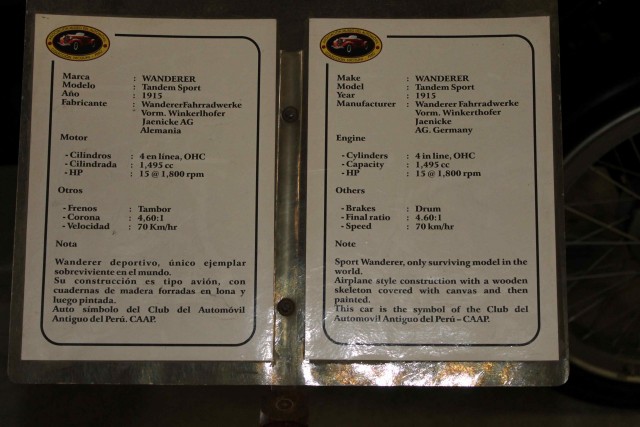 Marca : WANDERER
Modelo : Tandem Sport
Año : 1915
Fabricante : WandererFahrradwerke
Vorm. Winkerlhofer
Jaenicke AG
Alemania
Motor
- Cilindros : 4 en línea, OHC
- Cilindrada : 1,495 cc
- HP : 15 @ 1,800 rpm
Otros
- Frenos : Tambor
- Corona : 4,60:1
- Velocidad : 70 Km/hr
Nota
Wanderer deportivo, único ejemplar
sobreviviente en el mundo.
Su construcción es tipo avión, con
cuadernas de madera forradas en lona y
luego pintada.
Auto símbolo del Club del Automóvil
Antiguo del Perú. CAAP.
Make : WANDERER
Model : Tandem Sport
Year : 1915
Manufacturer : Wanderer Fahrradwerke
Vorm. Winkerthofer
Jaenicke
AG. Germany
Engine
- Cylinders : 4 in line, OHC
- Capacity : 1,495 cc
- HP : 15 @ 1,800 rpm
Others
- Brakes : Drum
- Final ratio : 4.60:1
- Speed : 70 km/hr
Note
Sport Wanderer, only surviving model in the
world.
Airplane style construction with a wooden
skeleton covered with canvas and then
painted.
This car is the symbol of the Club del
Automovil Antiguo del Perú – CAAP.